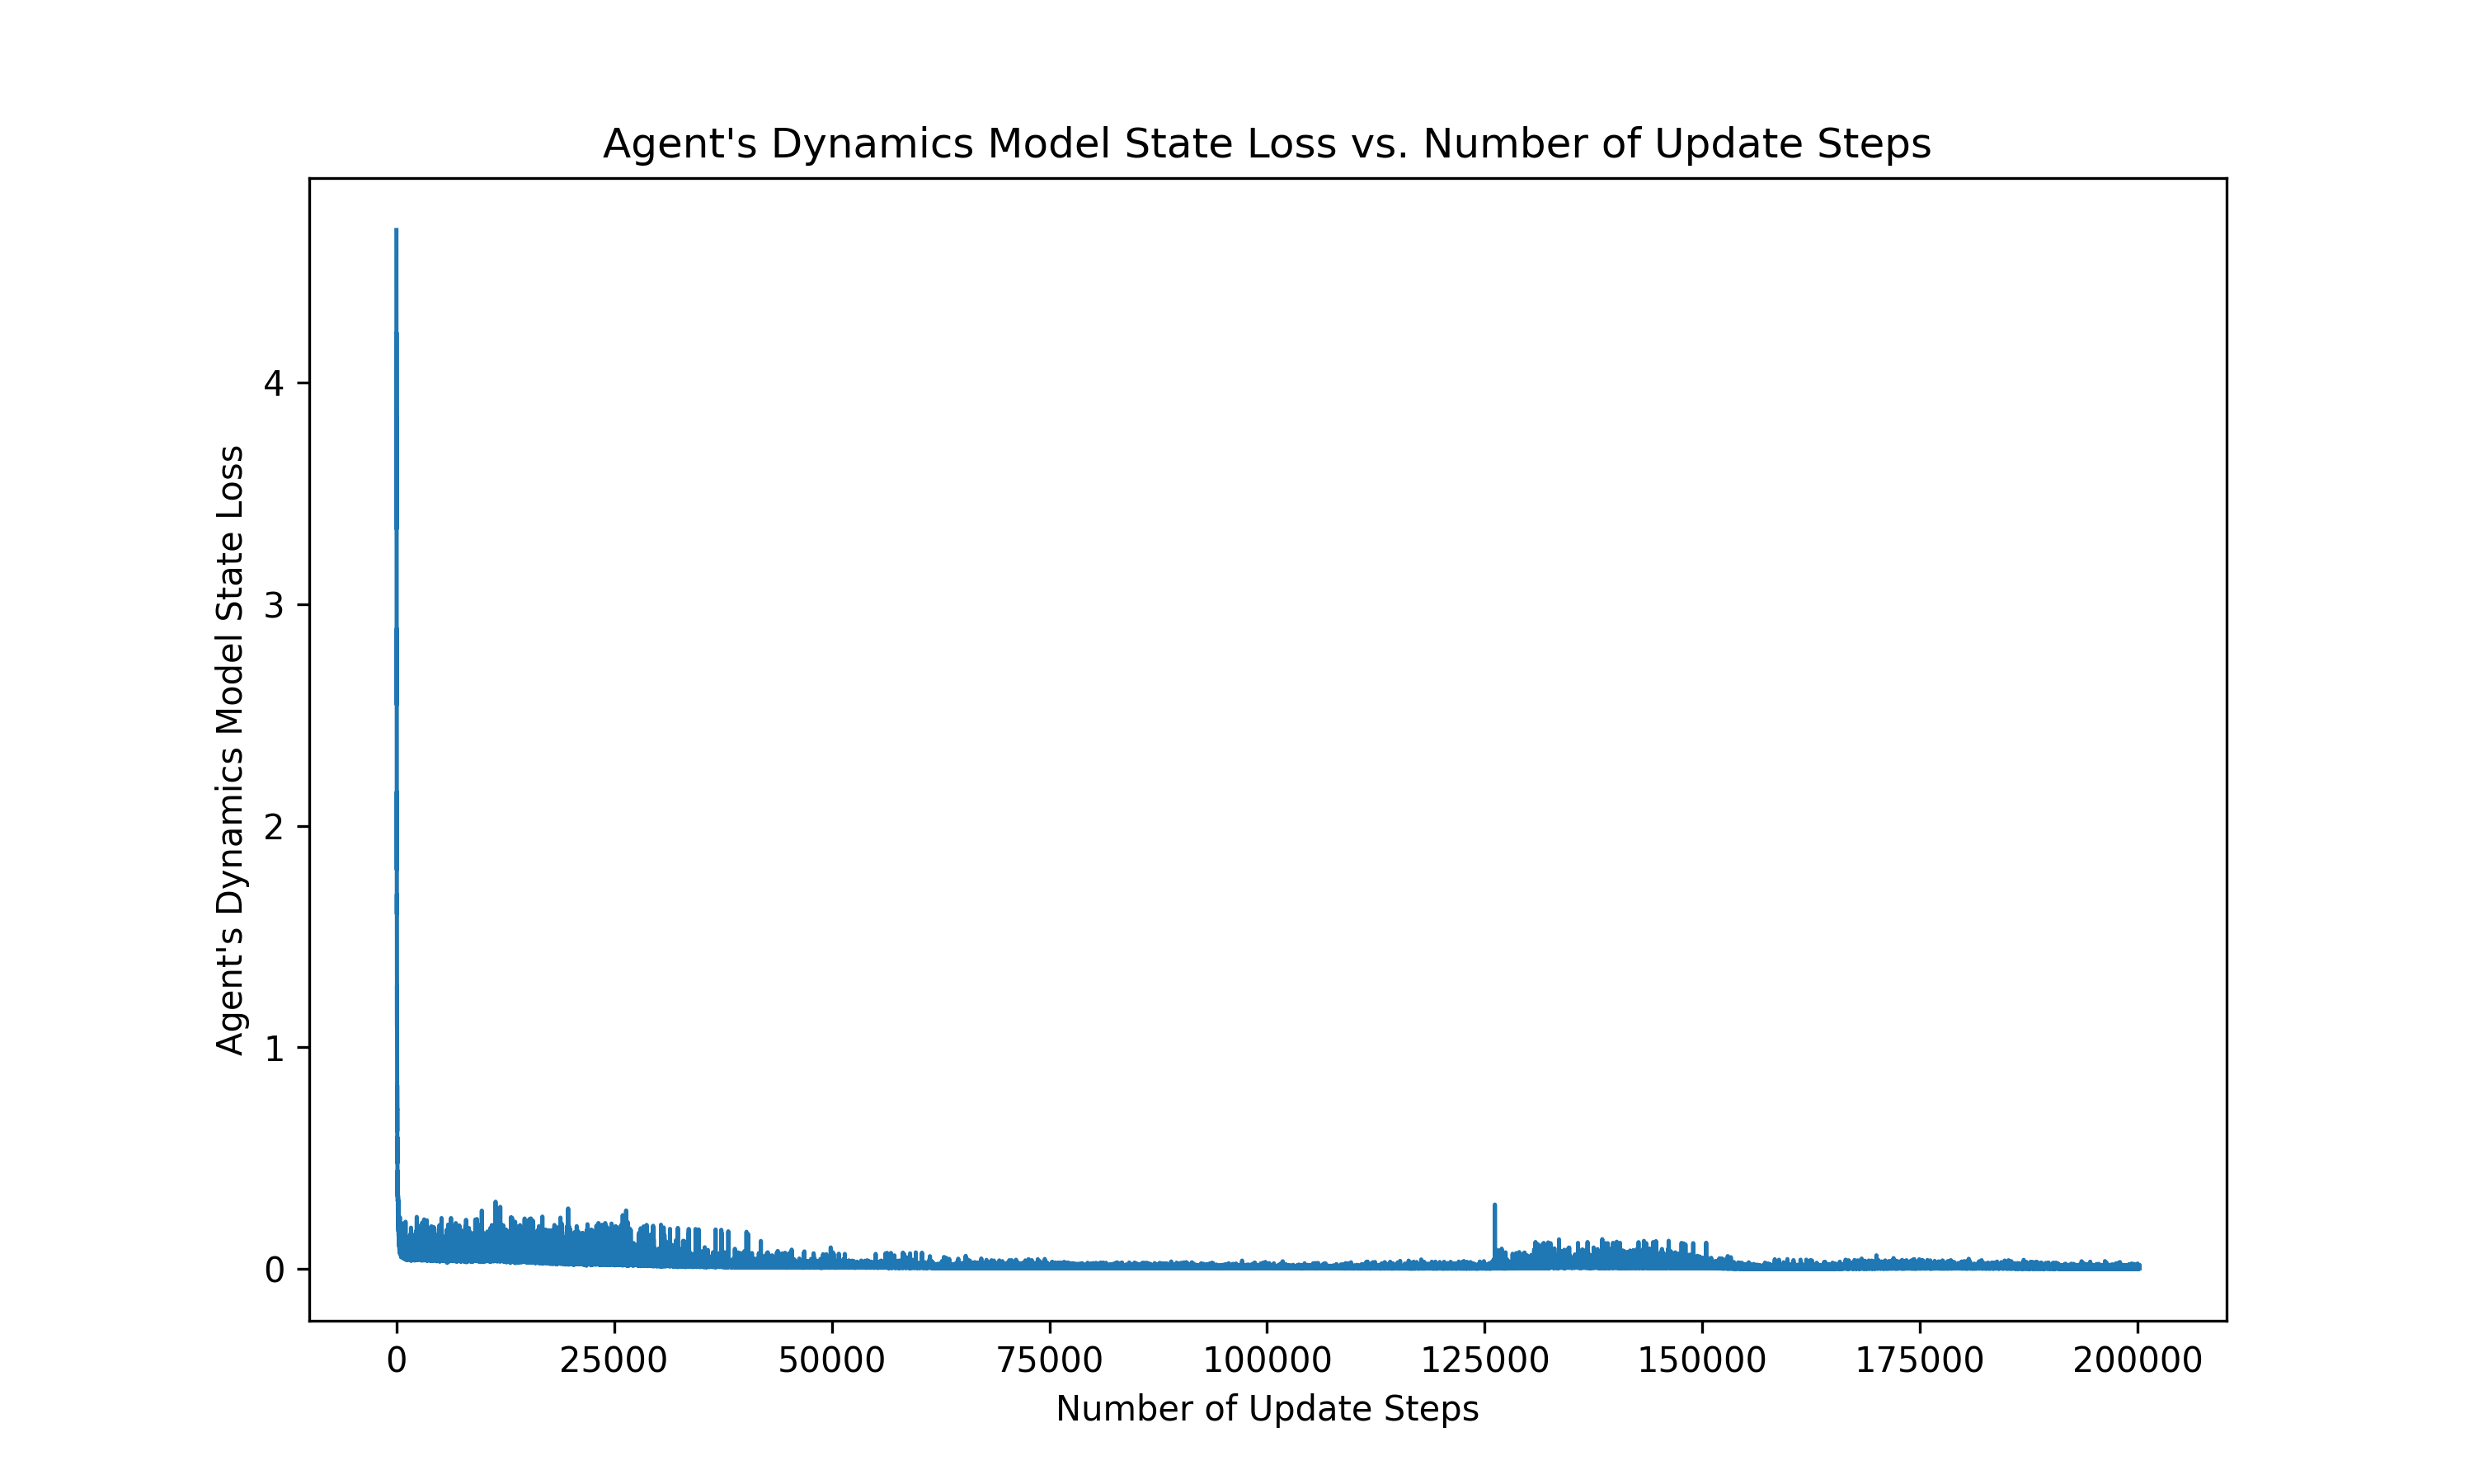 Agent's Dynamics Model State Loss vs. Number of Update Steps
Agent's Dynamics Model State Loss
4
3
2
1
0
0 25000 50000 75000 100000 125000 150000 175000 200000
Number of Update Steps